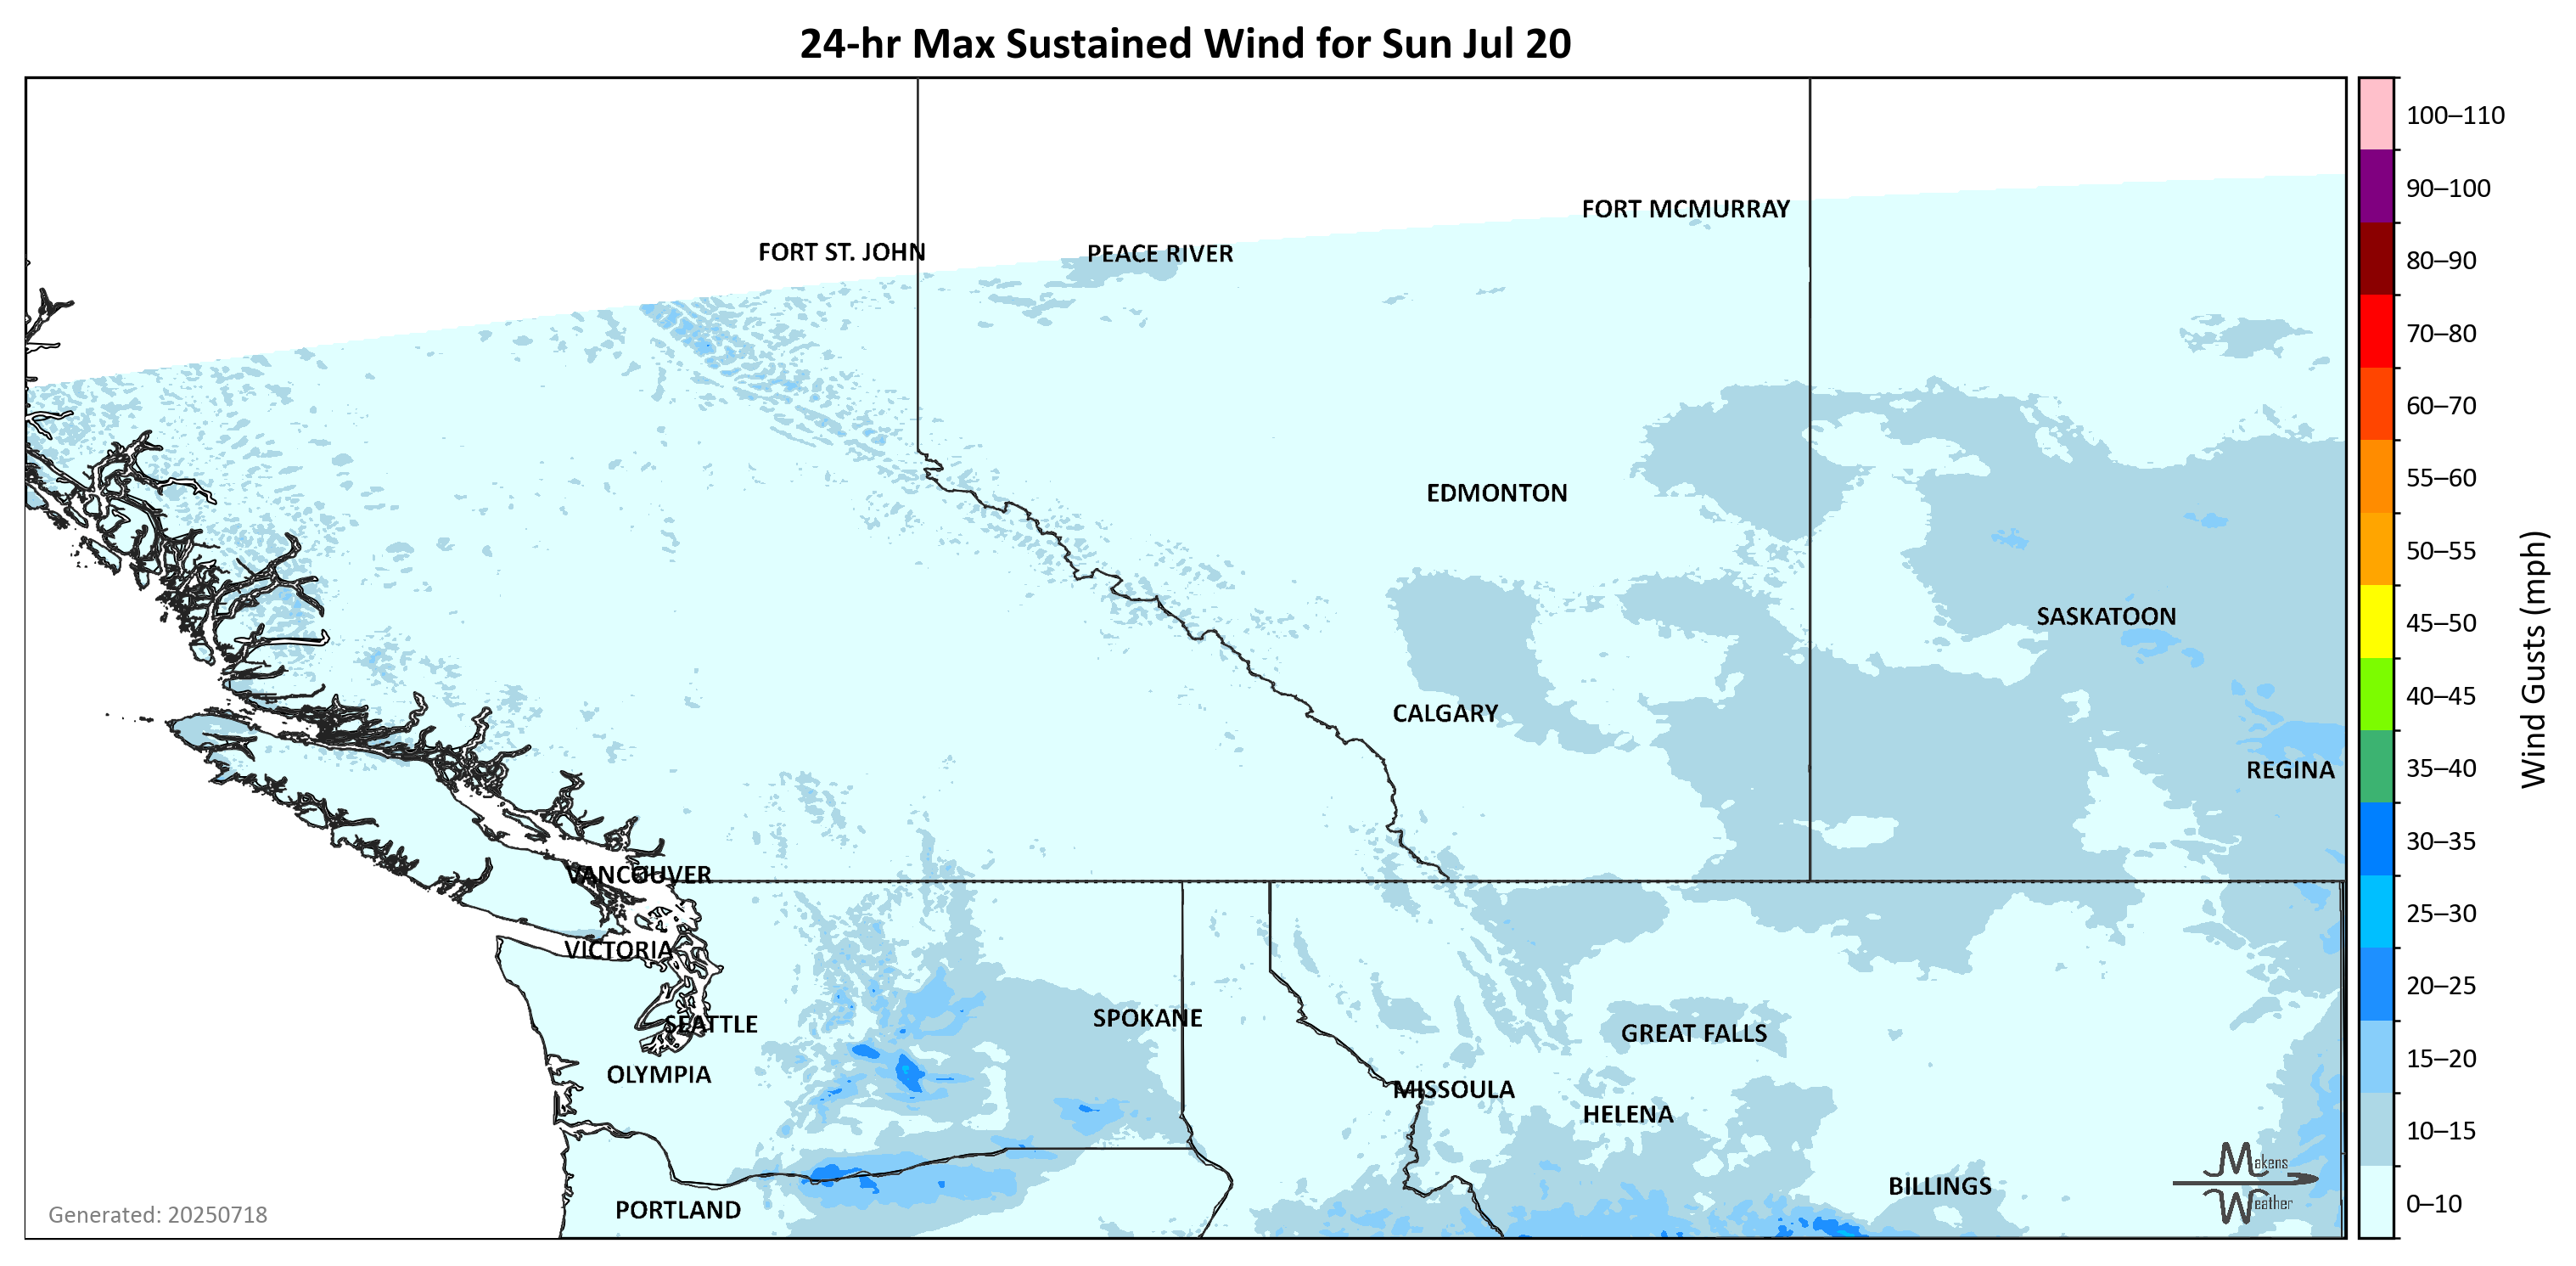 24-hr Max Sustained Wind for Sun Jul 20
100–110
90–100
80–90
70–80
60–70
55–60
50–55
45–50
40–45
35–40
30–35
25–30
20–25
15–20
10–15
0–10
Wind Gusts (mph)
FORT MCMURRAY
FORT ST. JOHN
PEACE RIVER
EDMONTON
SASKATOON
CALGARY
REGINA
VANCOUVER
VICTORIA
SEATTLE
SPOKANE
GREAT FALLS
OLYMPIA
MISSOULA
HELENA
BILLINGS
PORTLAND
Makens
Weather
Generated: 20250718